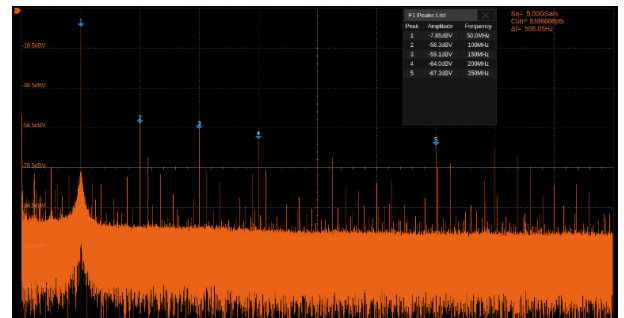 F1 Peaks List
Peak Amplitude Frequency
1 -7.85dBV 50.0MHz
2 -56.3dBV 100MHz
3 -59.1dBV 150MHz
4 -64.0dBV 200MHz
5 -67.3dBV 350MHz
Sa= 5.00GSa/s
Curr= 8388608pts
Δf= 596.05Hz
1
-18.5dBV
-38.5dBV
2
-58.5dBV
3
4
5
-78.5dBV